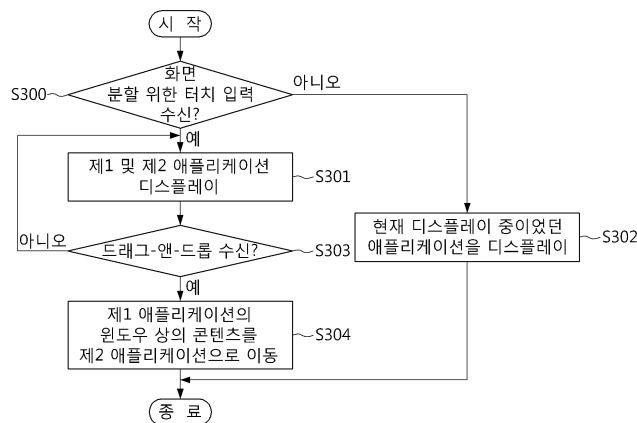 시 작
화면
분할 위한 터치 입력
수신?
S300
아니오
예
제1 및 제2 애플리케이션
디스플레이
S301
현재 디스플레이 중이었던
애플리케이션을 디스플레이
S302
아니오
드래그-앤-드롭 수신?
S303
예
제1 애플리케이션의
윈도우 상의 콘텐츠를
제2 애플리케이션으로 이동
S304
종 료